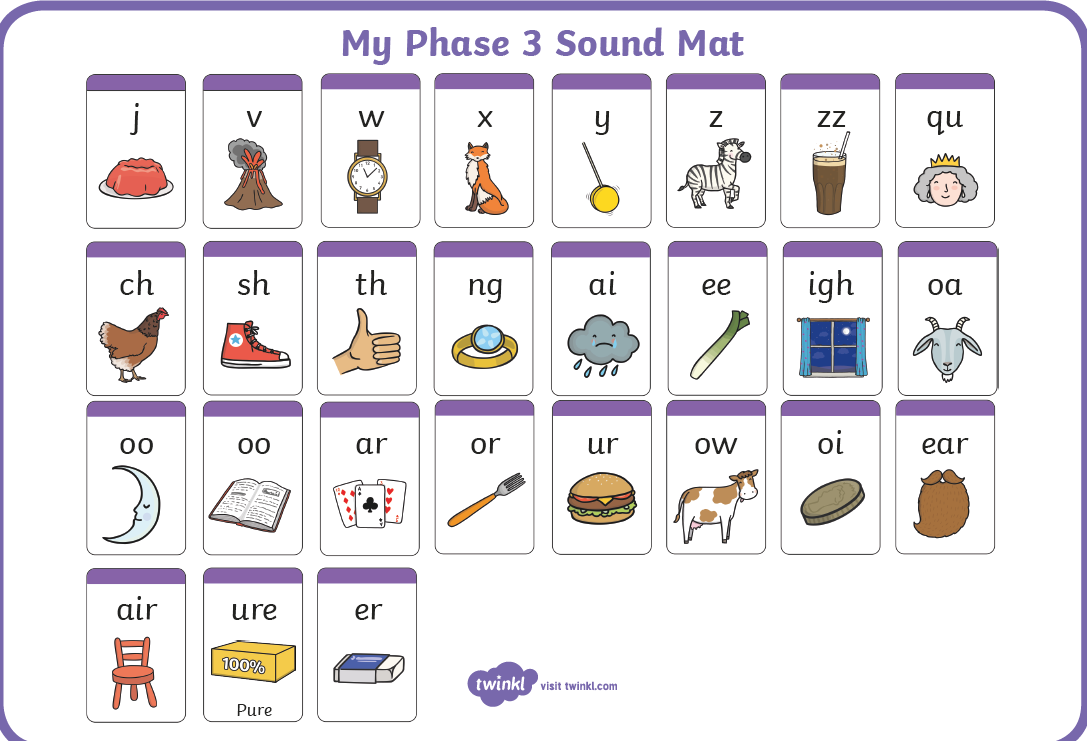 My Phase 3 Sound Mat
j v w x y z zz qu
ch sh th ng ai ee igh oa
oo oo ar or ur ow oi ear
air ure er
100%
Pure
twinkl visit twinkl.com